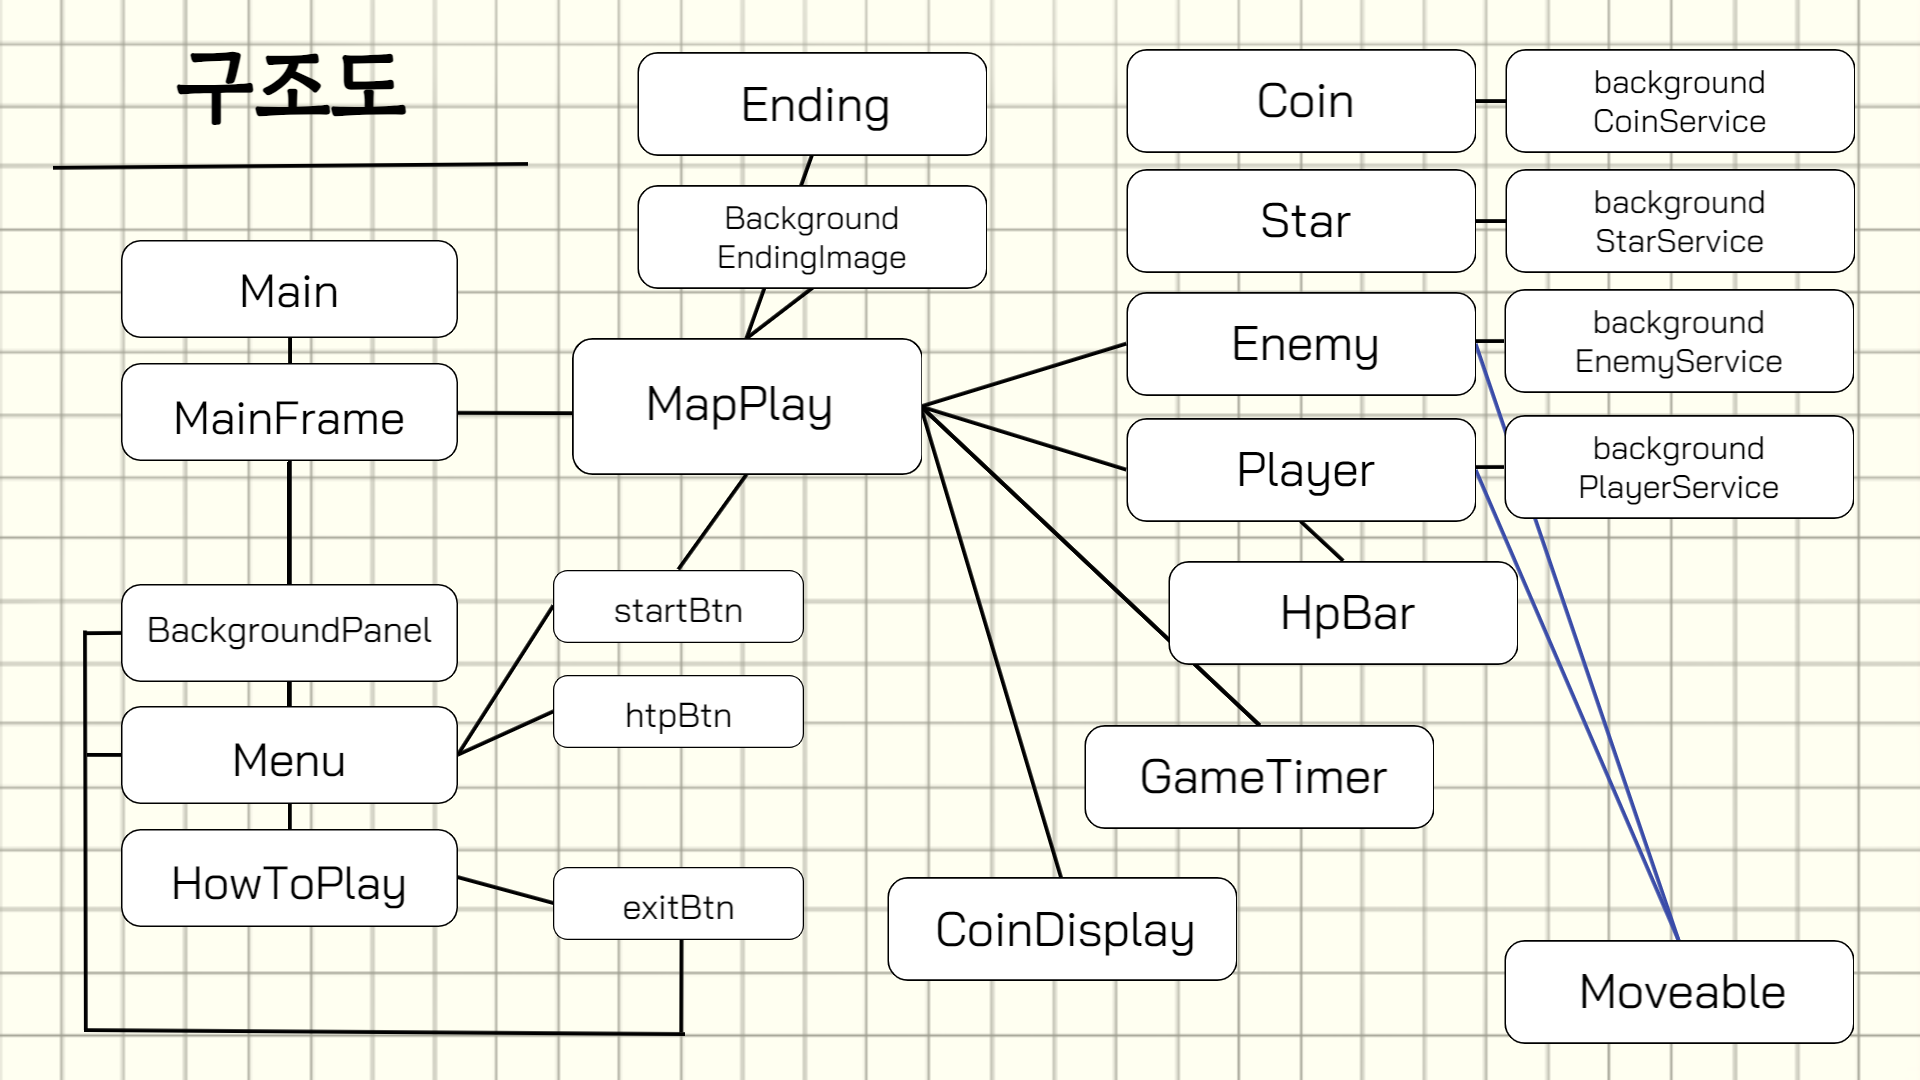 구조도
Main
MainFrame
BackgroundPanel
Menu
HowToPlay
startBtn
htpBtn
exitBtn
Ending
Background
EndingImage
MapPlay
Coin
background
CoinService
Star
background
StarService
Enemy
background
EnemyService
Player
background
PlayerService
HpBar
GameTimer
CoinDisplay
Moveable